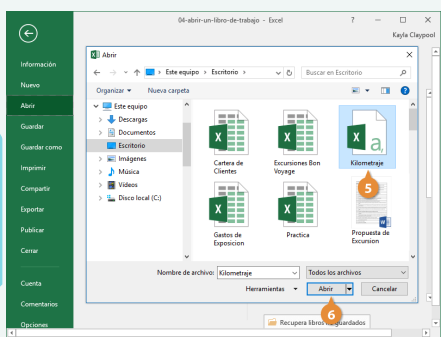 04-abrir-un-libro-de-trabajo - Excel
Kayla Claypool
Información
Nuevo
Abrir
Guardar
Guardar como
Imprimir
Compartir
Exportar
Publicar
Cerrar
Cuenta
Comentarios
Opciones
Abrir
Este equipo > Escritorio >
Buscar en Escritorio
Organizar
Nueva carpeta
Este equipo
Descargas
Documentos
Escritorio
Imágenes
Música
Videos
Disco local (C:)
Cartera de
Clientes
Excursiones Bon
Voyage
Kilometraje
5
Gastos de
Exposicion
Practica
Propuesta de
Excursion
Nombre de archivo: Kilometraje
Todos los archivos
Herramientas
Abrir
Cancelar
6
Recupera libros no guardados